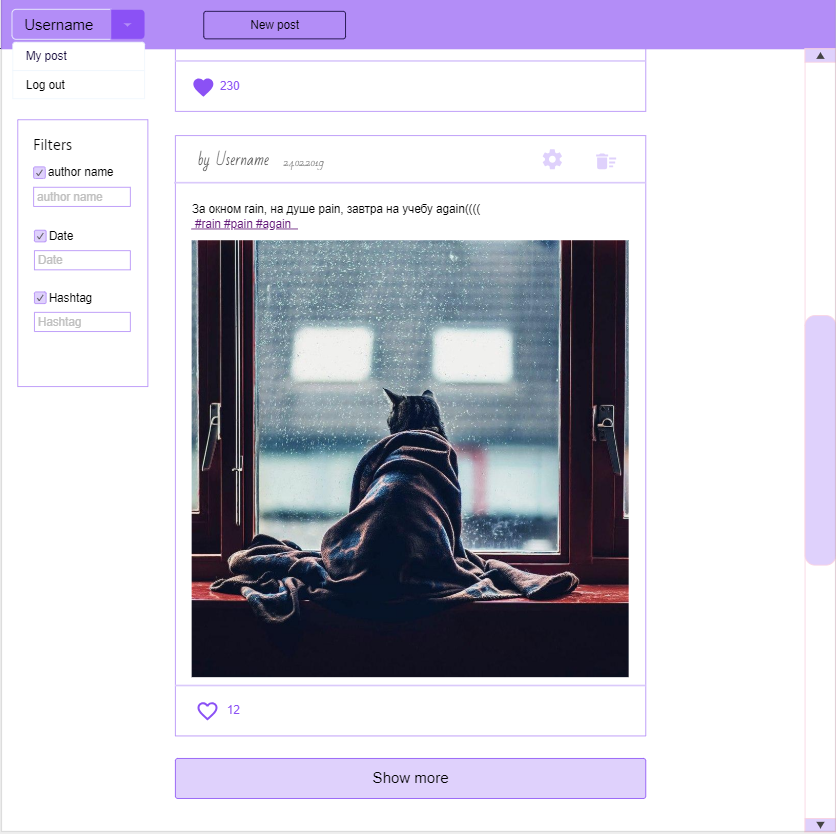 Username
New post
My post
Log out
230
Filters
author name
author name
Date
Date
Hashtag
Hashtag
by Username 24.02.2019
За окном rain, на душе pain, завтра на учебу again((((
#rain #pain #again
12
Show more